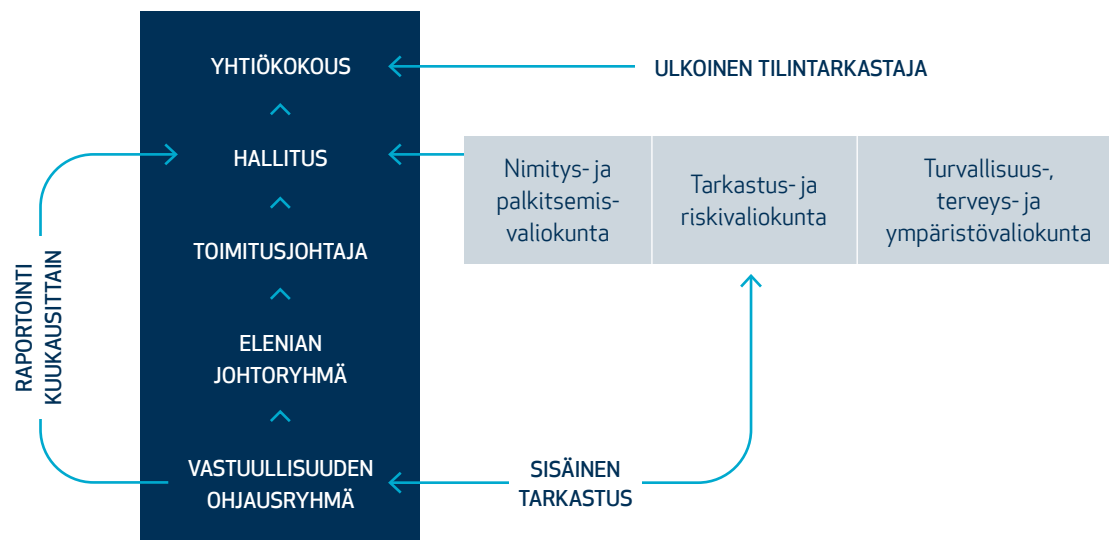 YHTIÖKOKOUS
ULKOINEN TILINTARKASTAJA
HALLITUS
Nimitys- ja
palkitsemis-
valiokunta
Tarkastus- ja
riskivaliokunta
Turvallisuus-,
terveys- ja
ympäristövaliokunta
TOIMITUSJOHTAJA
RAPORTOINTI
KUUKAUSITTAIN
ELENIAN
JOHTORYHMÄ
VASTUULLISUUDEN
OHJAUSRYHMÄ
SISÄINEN
TARKASTUS